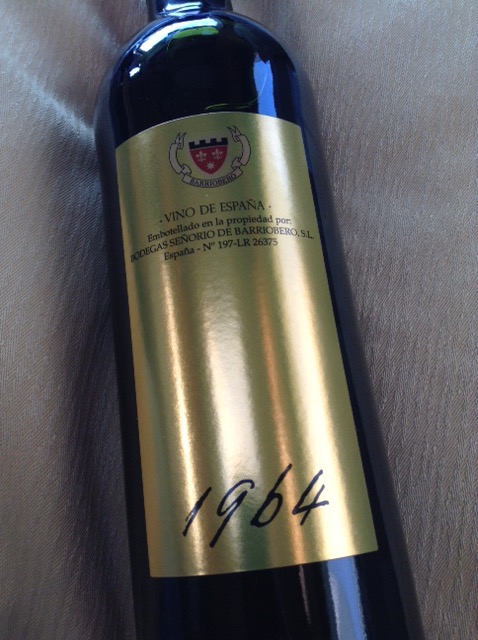 BARRIOBERO
· VINO DE ESPAÑA ·
Embotellado en la propiedad por:
BODEGAS SEÑORIO DE BARRIOBERO, S.L.
España - Nº 197-LR 26375
1964